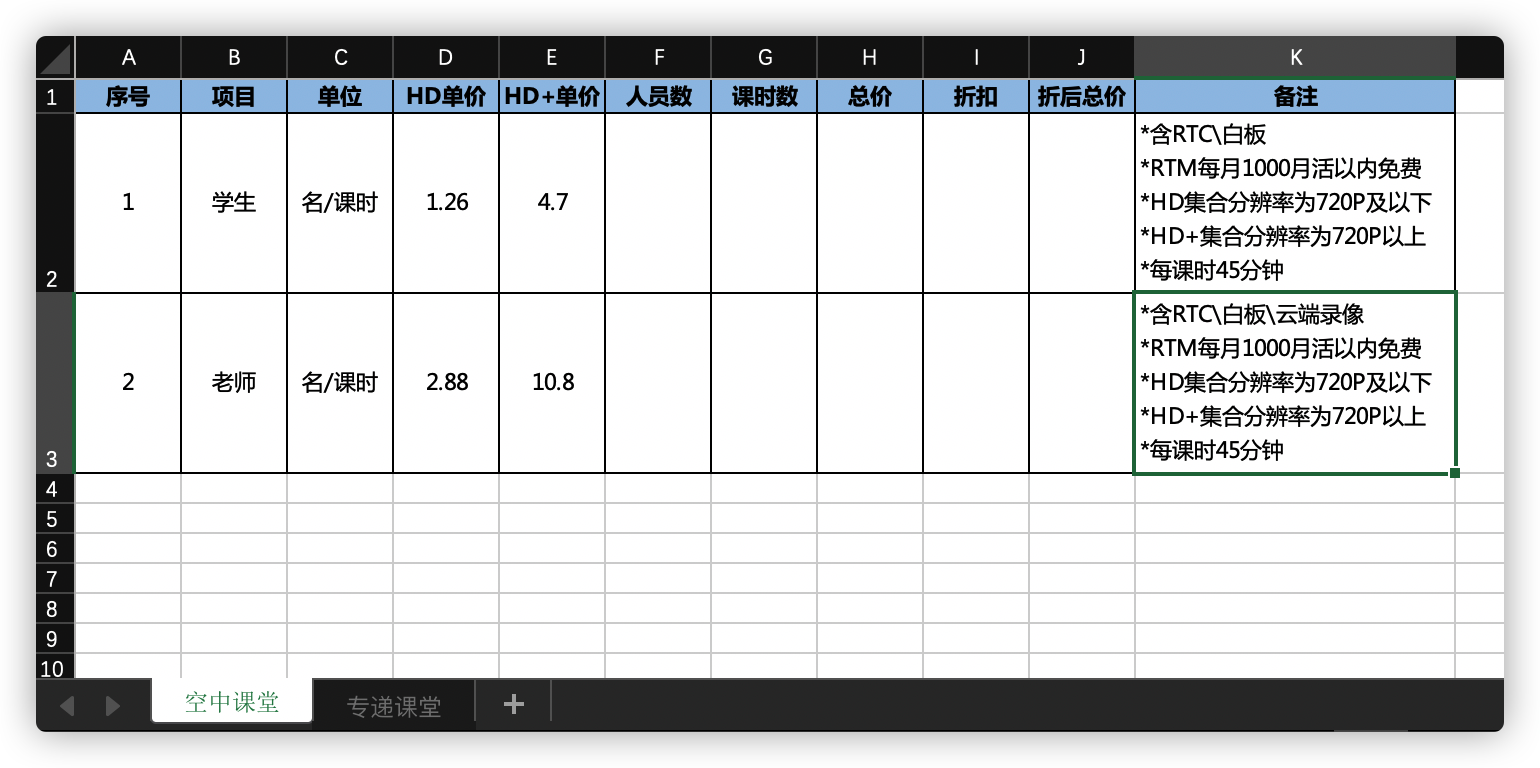 A B C D E F G H I J K
1 序号 项目 单位 HD单价 HD+单价 人员数 课时数 总价 折扣 折后总价 备注
2 1 学生 名/课时 1.26 4.7
*含RTC\白板
*RTM每月1000月活以内免费
*HD集合分辨率为720P及以下
*HD+集合分辨率为720P以上
*每课时45分钟
3 2 老师 名/课时 2.88 10.8
*含RTC\白板\云端录像
*RTM每月1000月活以内免费
*HD集合分辨率为720P及以下
*HD+集合分辨率为720P以上
*每课时45分钟
4
5
6
7
8
9
10
空中课堂 专递课堂 +